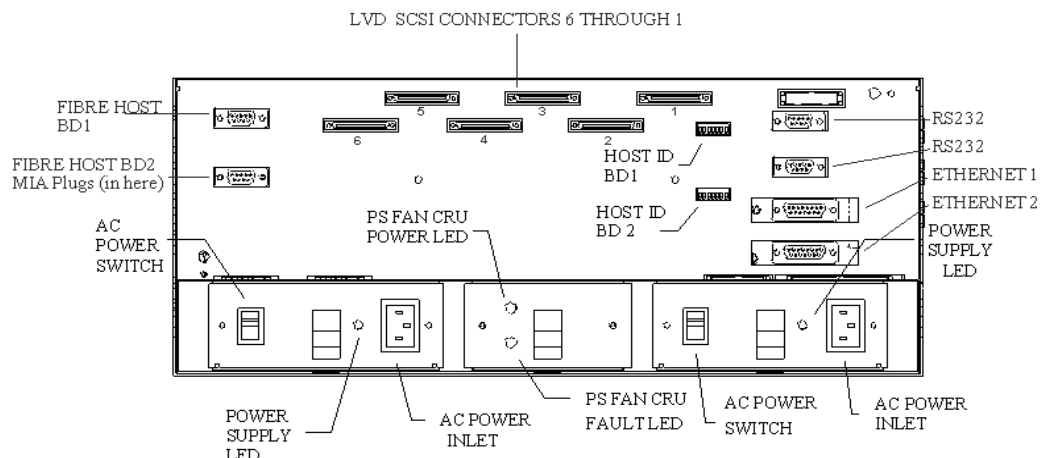 LVD SCSI CONNECTORS 6 THROUGH 1
FIBRE HOST
BD1
5
3
1
6
4
2
RS232
HOST ID
BD1
RS232
FIBRE HOST BD2
MIA Plugs (in here)
ETHERNET 1
ETHERNET 2
HOST ID
BD 2
PS FAN CRU
POWER LED
AC
POWER
SWITCH
POWER
SUPPLY
LED
POWER
SUPPLY
LED
AC POWER
INLET
PS FAN CRU
FAULT LED
AC POWER
SWITCH
AC POWER
INLET